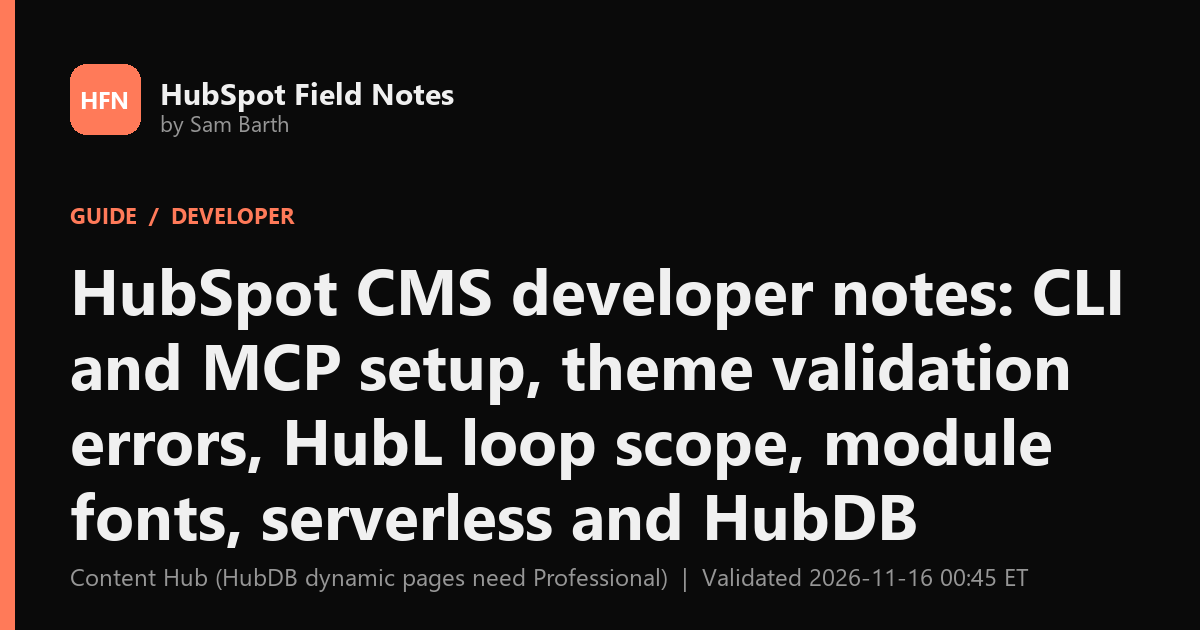 HFN
HubSpot Field Notes
by Sam Barth
GUIDE / DEVELOPER
HubSpot CMS developer notes: CLI
and MCP setup, theme validation
errors, HubL loop scope, module
fonts, serverless and HubDB
Content Hub (HubDB dynamic pages need Professional) | Validated 2026-11-16 00:45 ET